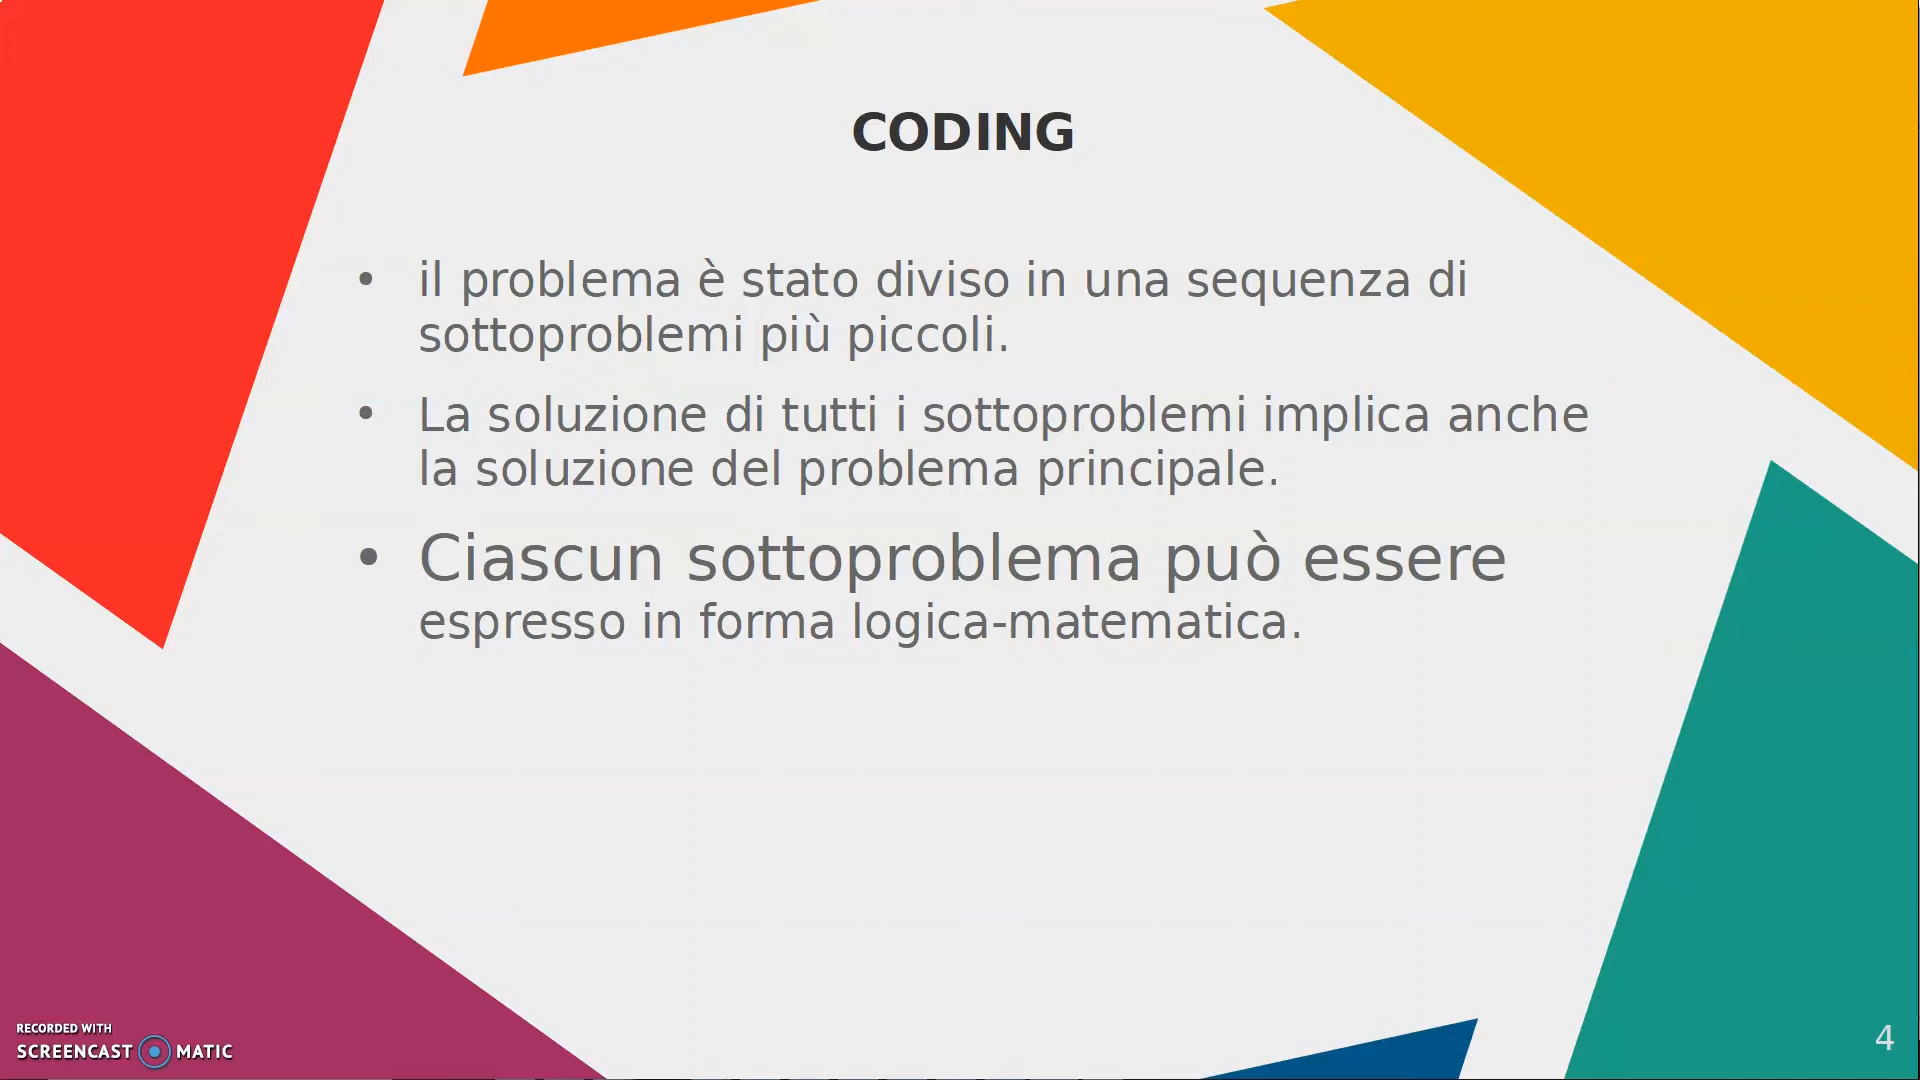 CODING
• il problema è stato diviso in una sequenza di
sottoproblemi più piccoli.
• La soluzione di tutti i sottoproblemi implica anche
la soluzione del problema principale.
• Ciascun sottoproblema può essere
espresso in forma logica-matematica.
RECORDED WITH
SCREENCAST MATIC
4